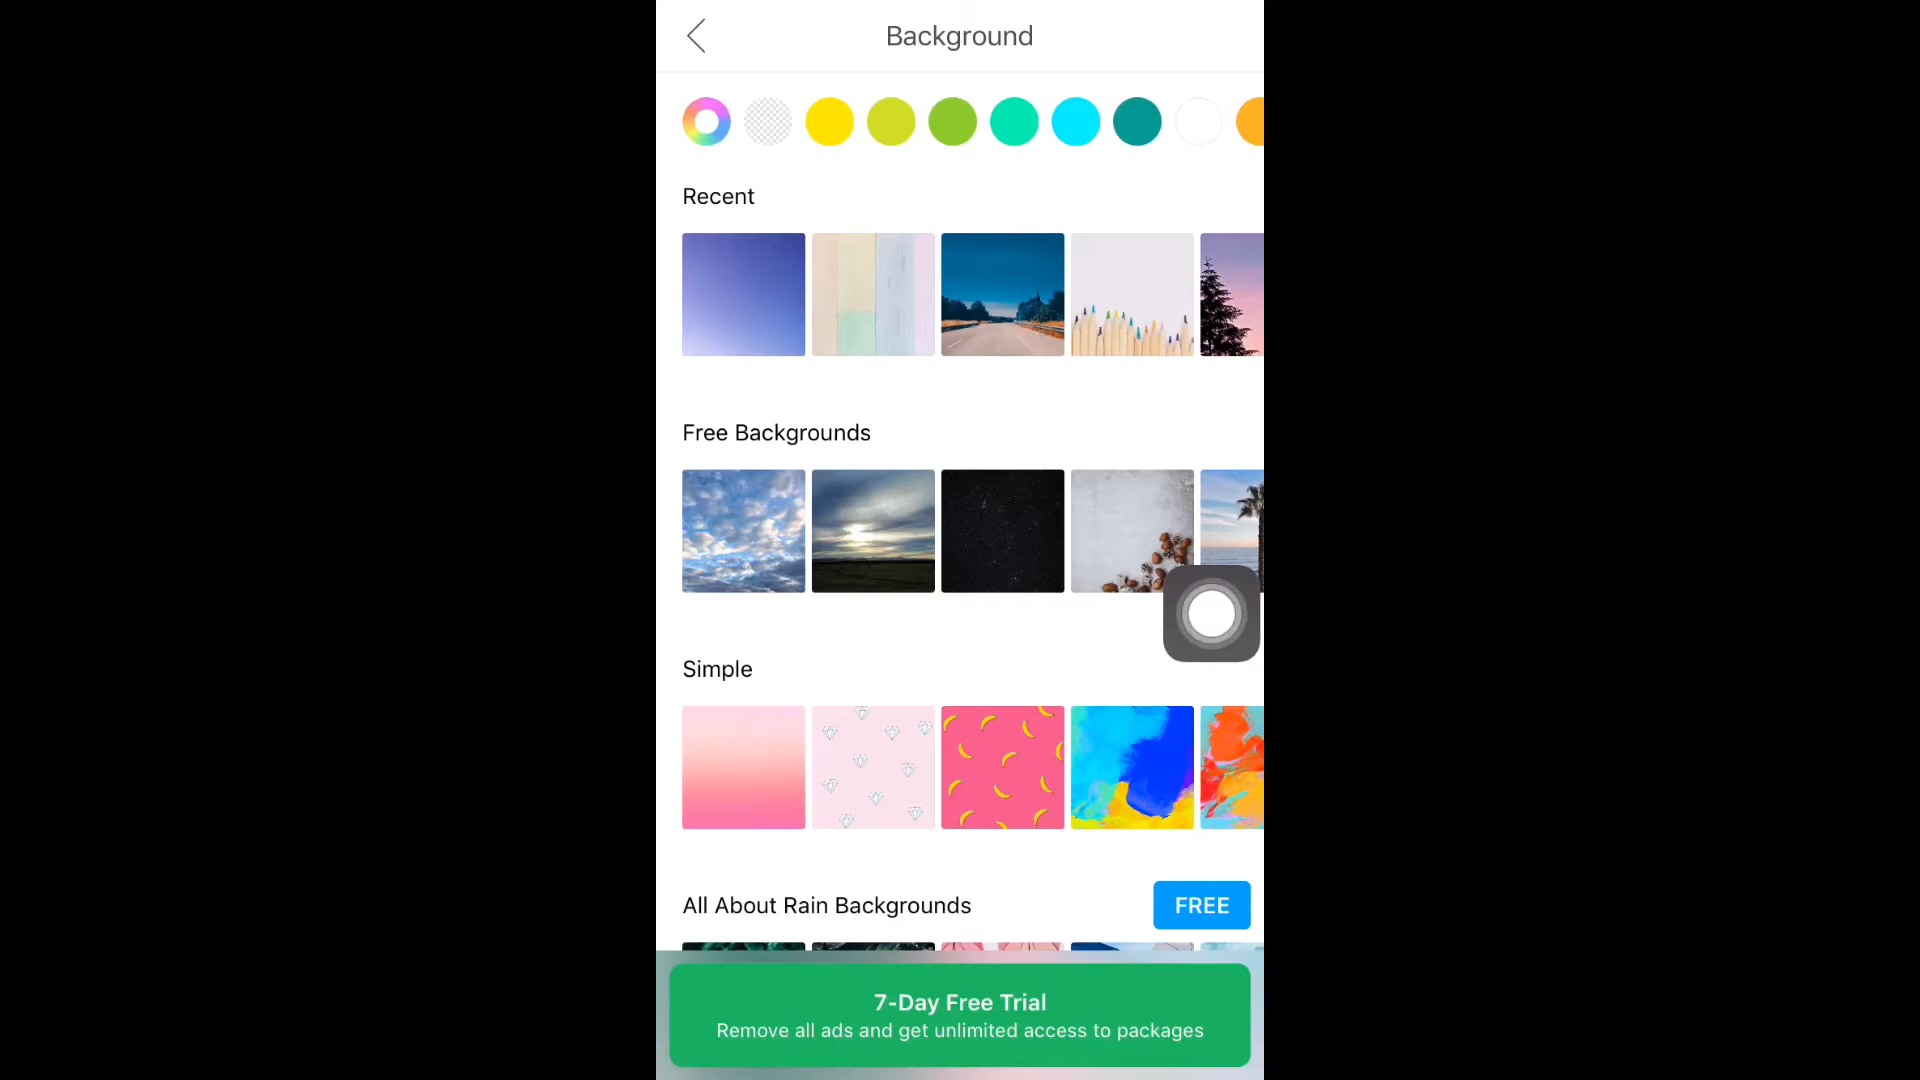 Background
Recent
Free Backgrounds
Simple
All About Rain Backgrounds
FREE
7-Day Free Trial
Remove all ads and get unlimited access to packages